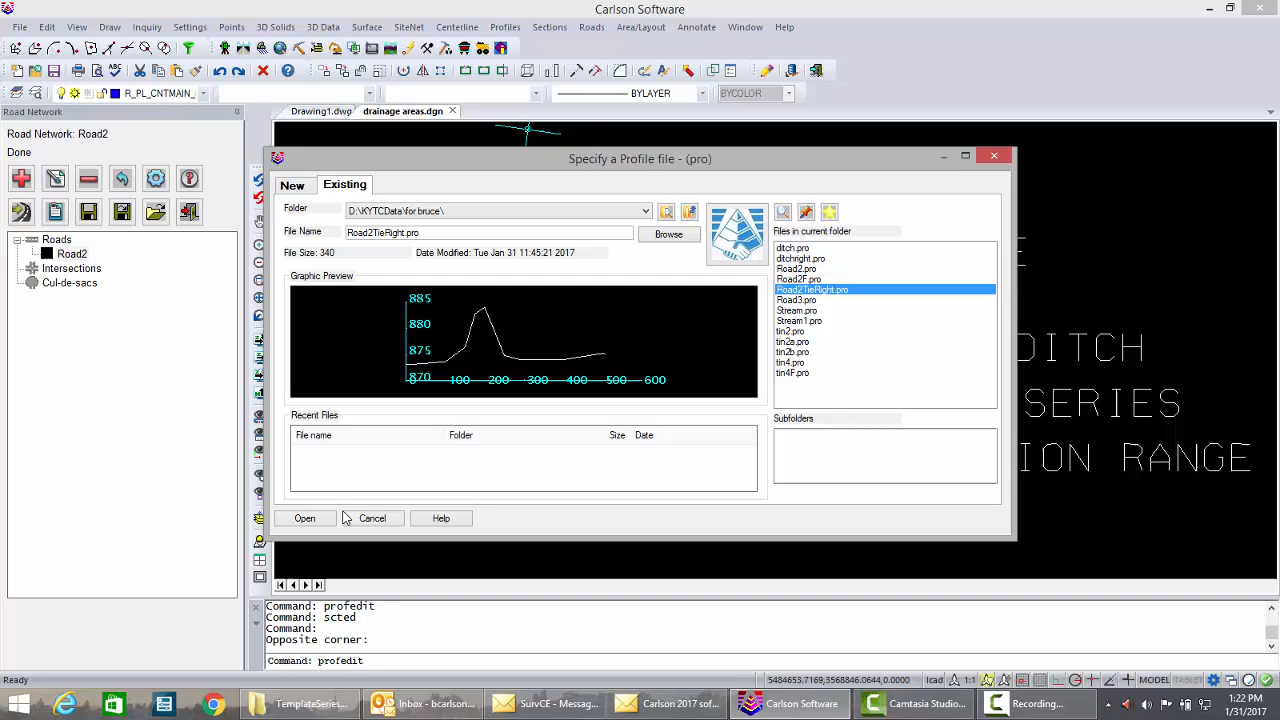 Carlson Software
File Edit View Draw Inquiry Settings Points 3D Solids 3D Data Surface SiteNet Centerline Profiles Sections Roads Area/Layout Annotate Window Help
R_PL_CNTMAIN_ BYLAYER BYCOLOR
Road Network
Drawing1.dwg drainage areas.dgn
Road Network: Road2
Done
Roads
Road2
Intersections
Cul-de-sacs
Specify a Profile file - (pro)
New Existing
Folder D:\KYTCData\for bruce\
File Name Road2TieRight.pro Browse
File Size: 340 Date Modified: Tue Jan 31 11:45:21 2017
Graphic Preview
885
880
875
870
0 100 200 300 400 500 600
Recent Files
File name Folder Size Date
Open Cancel Help
Files in current folder
ditch.pro
ditchright.pro
Road2.pro
Road2F.pro
Road2TieRight.pro
Road3.pro
Stream.pro
Stream1.pro
tin2.pro
tin2a.pro
tin2b.pro
tin4.pro
tin4F.pro
Subfolders
DITCH
SERIES
ION RANGE
Command: profedit
Command: scted
Command:
Opposite corner:
Command: profedit
Ready 5484653.7169,3568846.0644,0.0000 Icad 1:1 MODEL TABLET
TemplateSeries... Inbox - bcarlson... SurvCE - Messag... Carlson 2017 sof... Carlson Software Camtasia Studio... Recording... 1:22 PM
1/31/2017